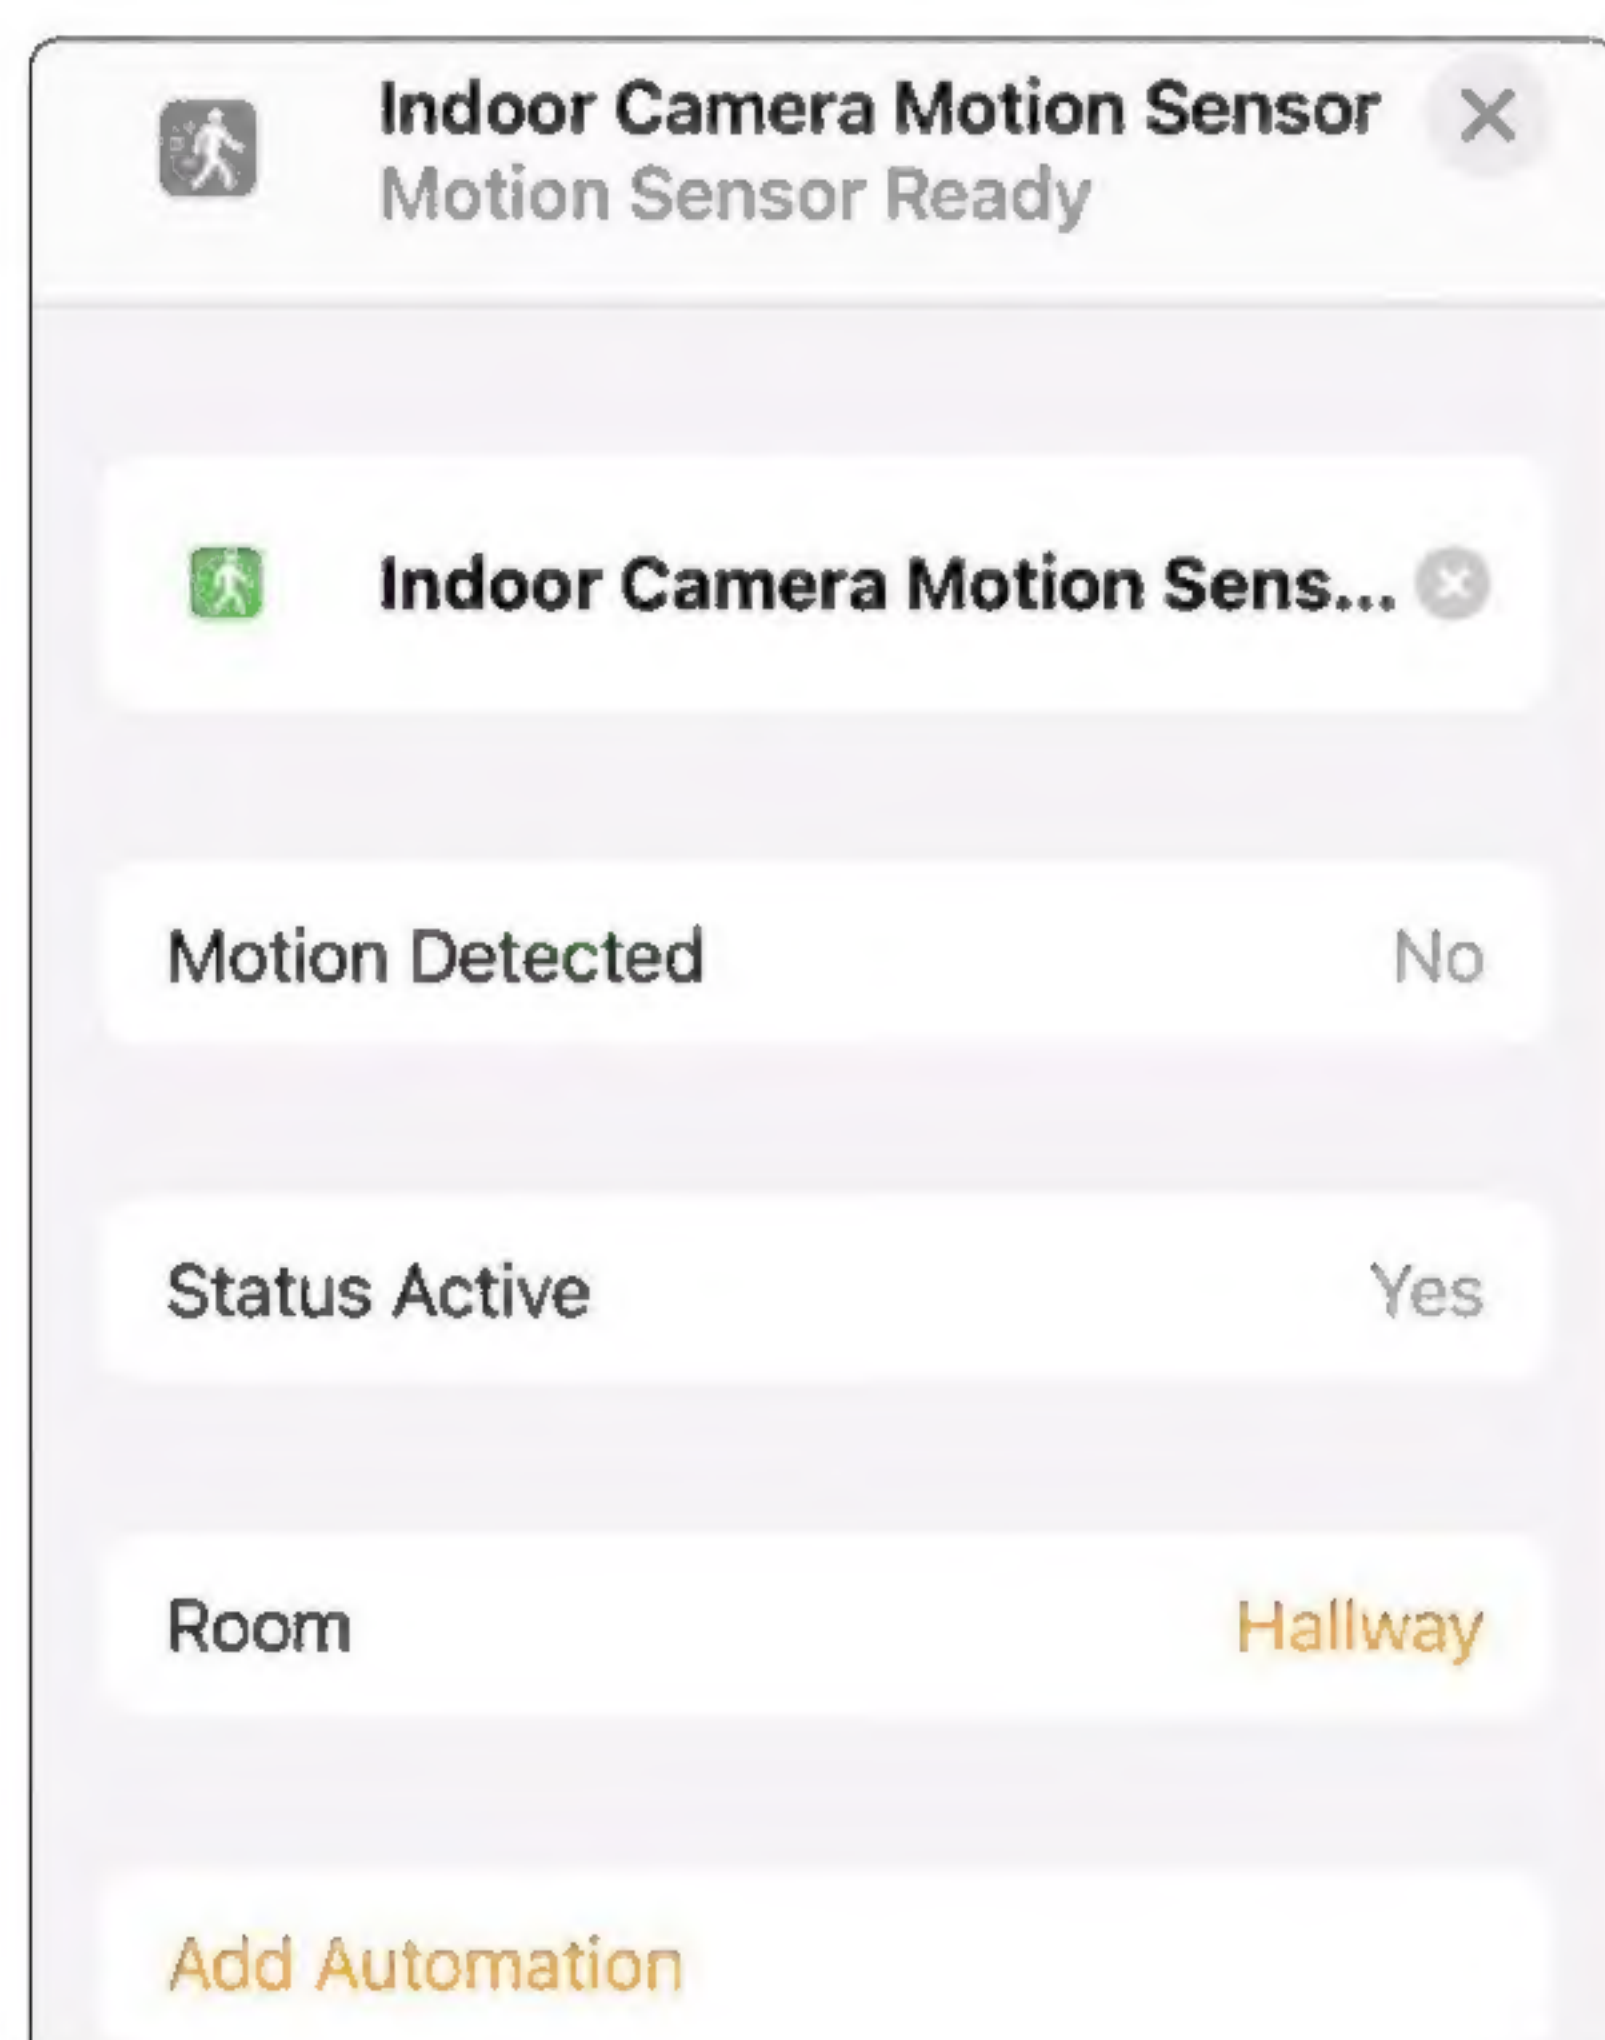 Indoor Camera Motion Sensor
Motion Sensor Ready
Indoor Camera Motion Sens...
Motion Detected No
Status Active Yes
Room Hallway
Add Automation